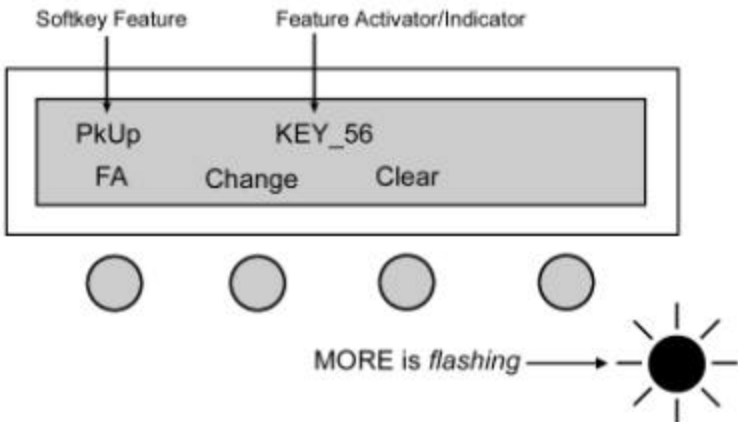 Softkey Feature Feature Activator/Indicator
PkUp KEY_56
FA Change Clear
MORE is flashing